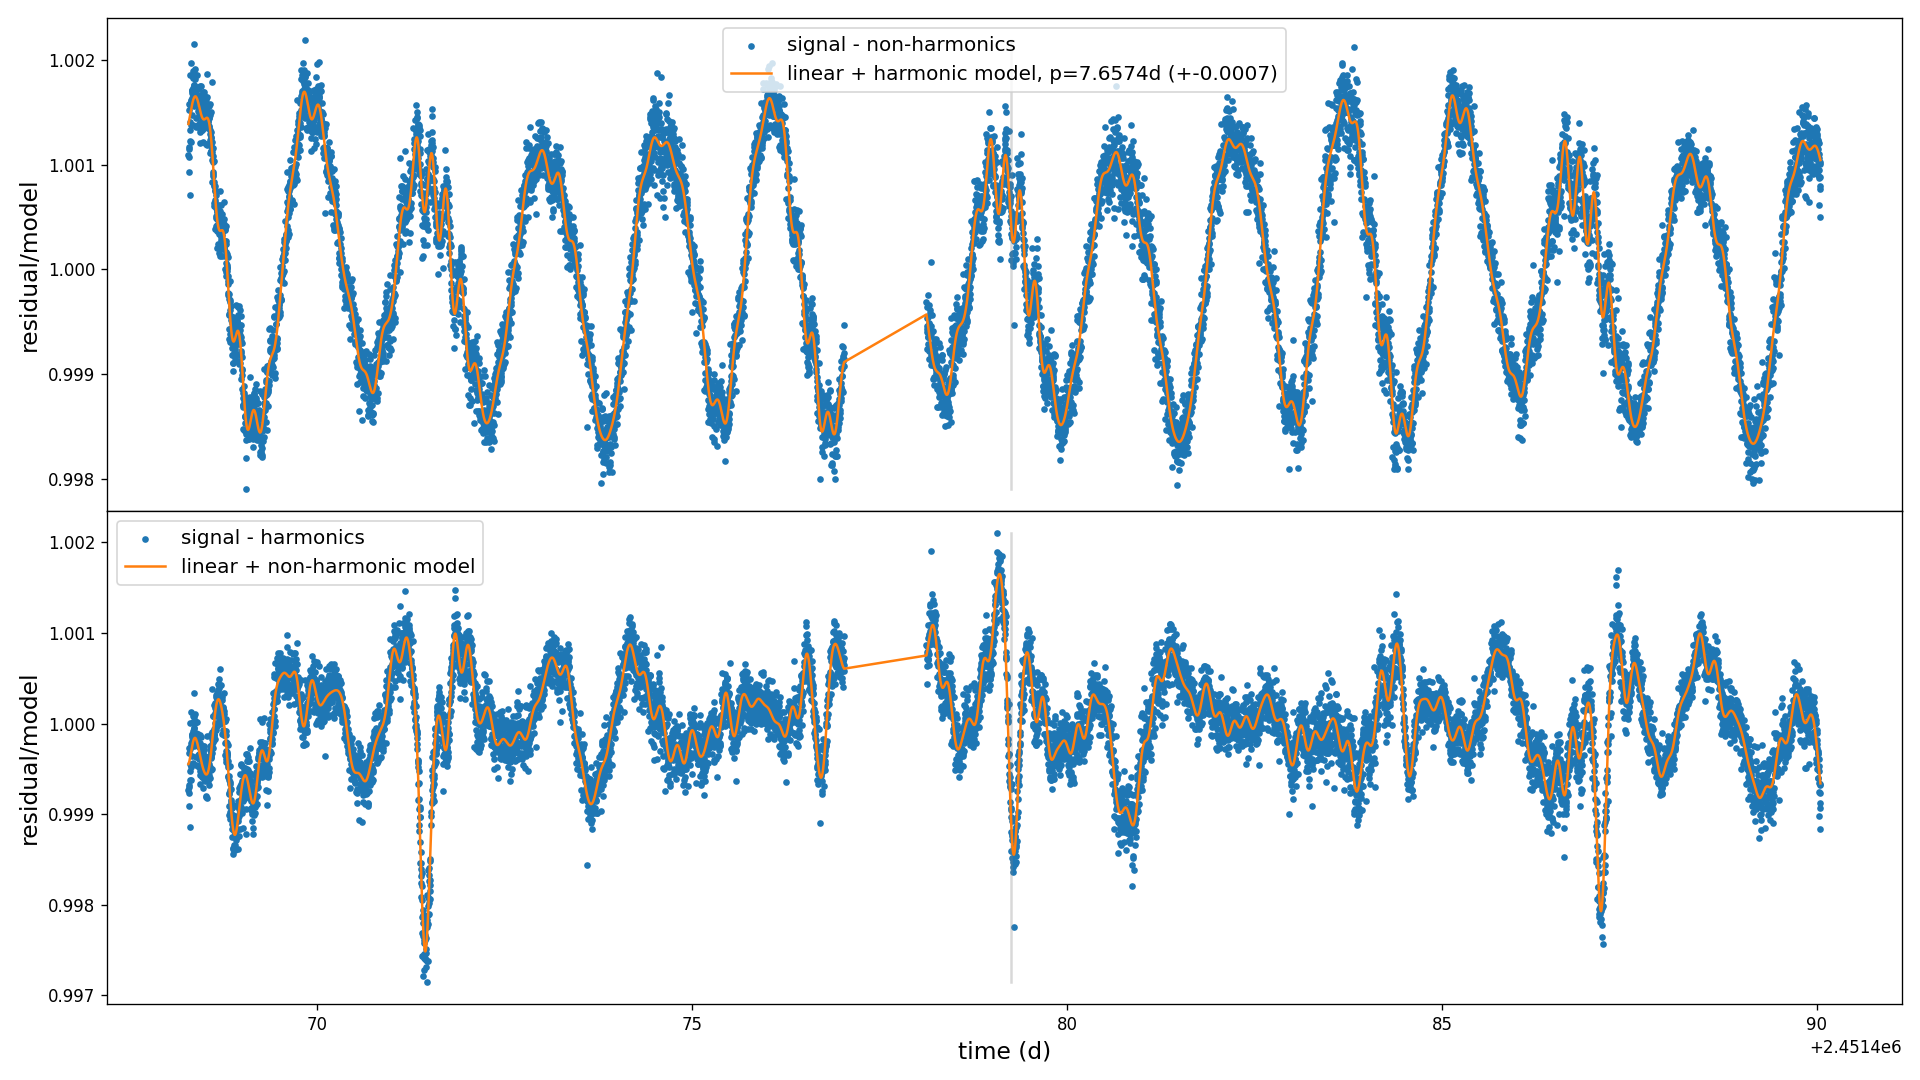 signal - non-harmonics
linear + harmonic model, p=7.6574d (+-0.0007)
1.002
1.001
1.000
0.999
0.998
residual/model
signal - harmonics
linear + non-harmonic model
1.002
1.001
1.000
0.999
0.998
0.997
residual/model
70
75
80
85
90
time (d)
+2.4514e6